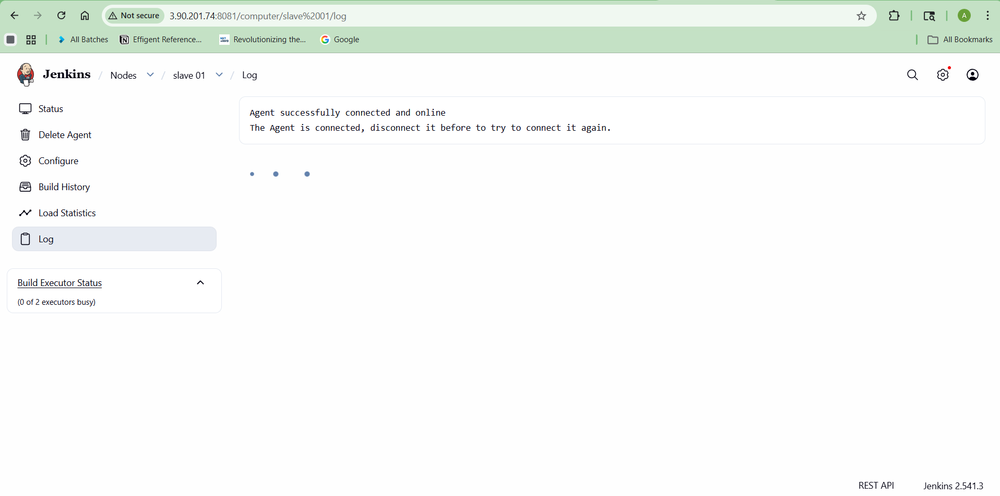 Not secure 3.90.201.74:8081/computer/slave%2001/log A
All Batches Effigent Reference... Revolutionizing the... Google All Bookmarks
Jenkins / Nodes / slave 01 / Log
Status
Delete Agent
Configure
Build History
Load Statistics
Log
Build Executor Status
(0 of 2 executors busy)
Agent successfully connected and online
The Agent is connected, disconnect it before to try to connect it again.
REST API Jenkins 2.541.3